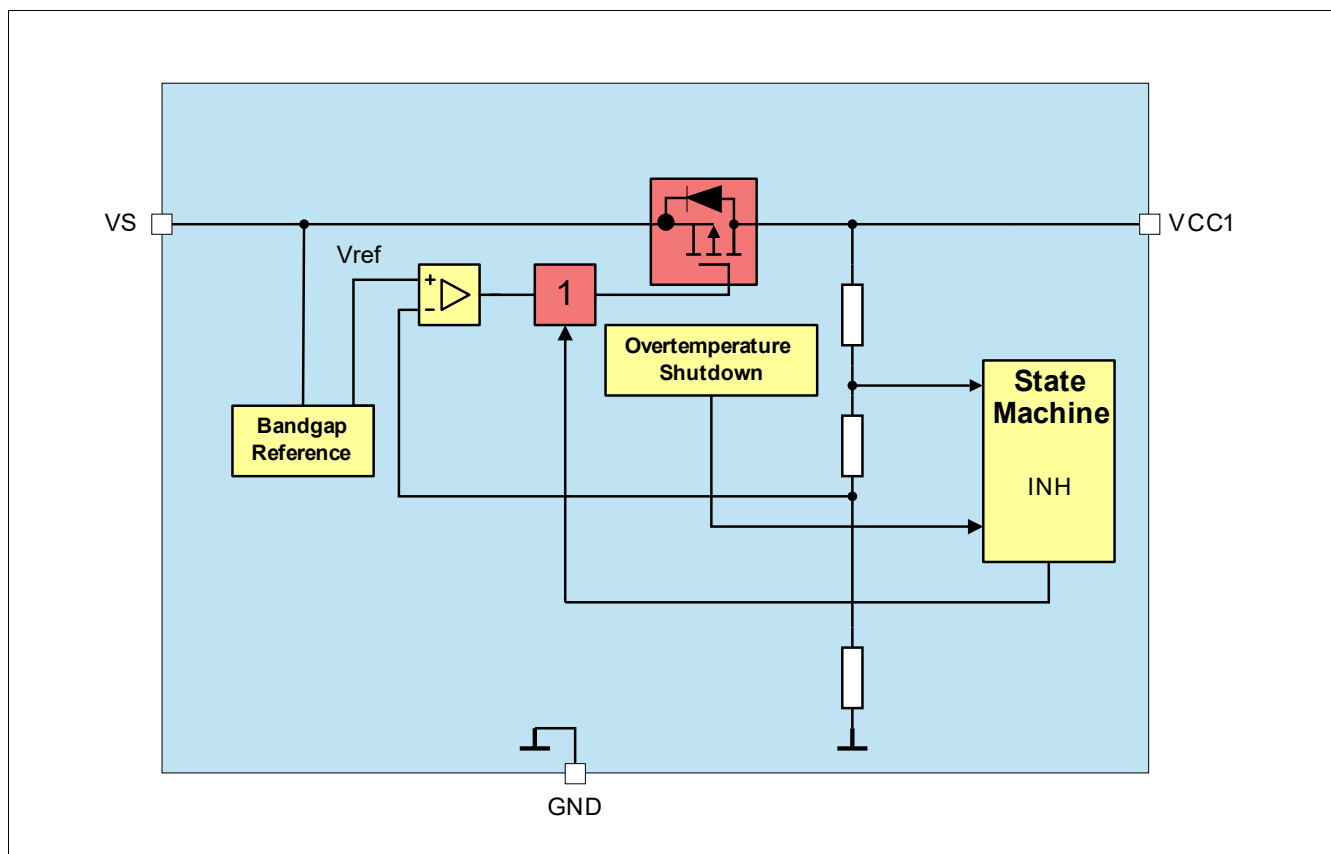 VS
VCC1
Vref
+
-
1
Overtemperature
Shutdown
State
Machine
INH
Bandgap
Reference
GND